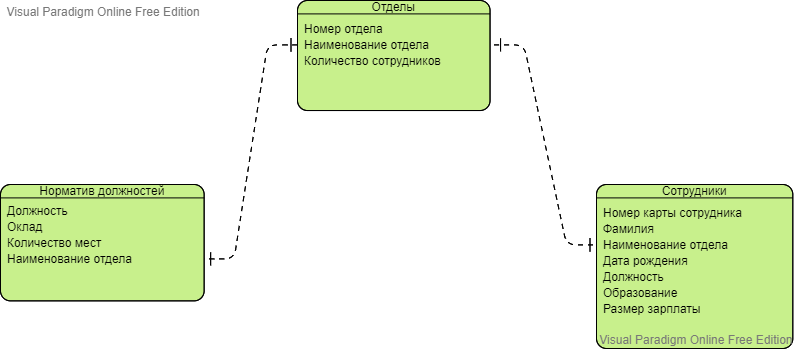 Visual Paradigm Online Free Edition
Отделы
Номер отдела
Наименование отдела
Количество сотрудников
Норматив должностей
Должность
Оклад
Количество мест
Наименование отдела
Сотрудники
Номер карты сотрудника
Фамилия
Наименование отдела
Дата рождения
Должность
Образование
Размер зарплаты
Visual Paradigm Online Free Edition